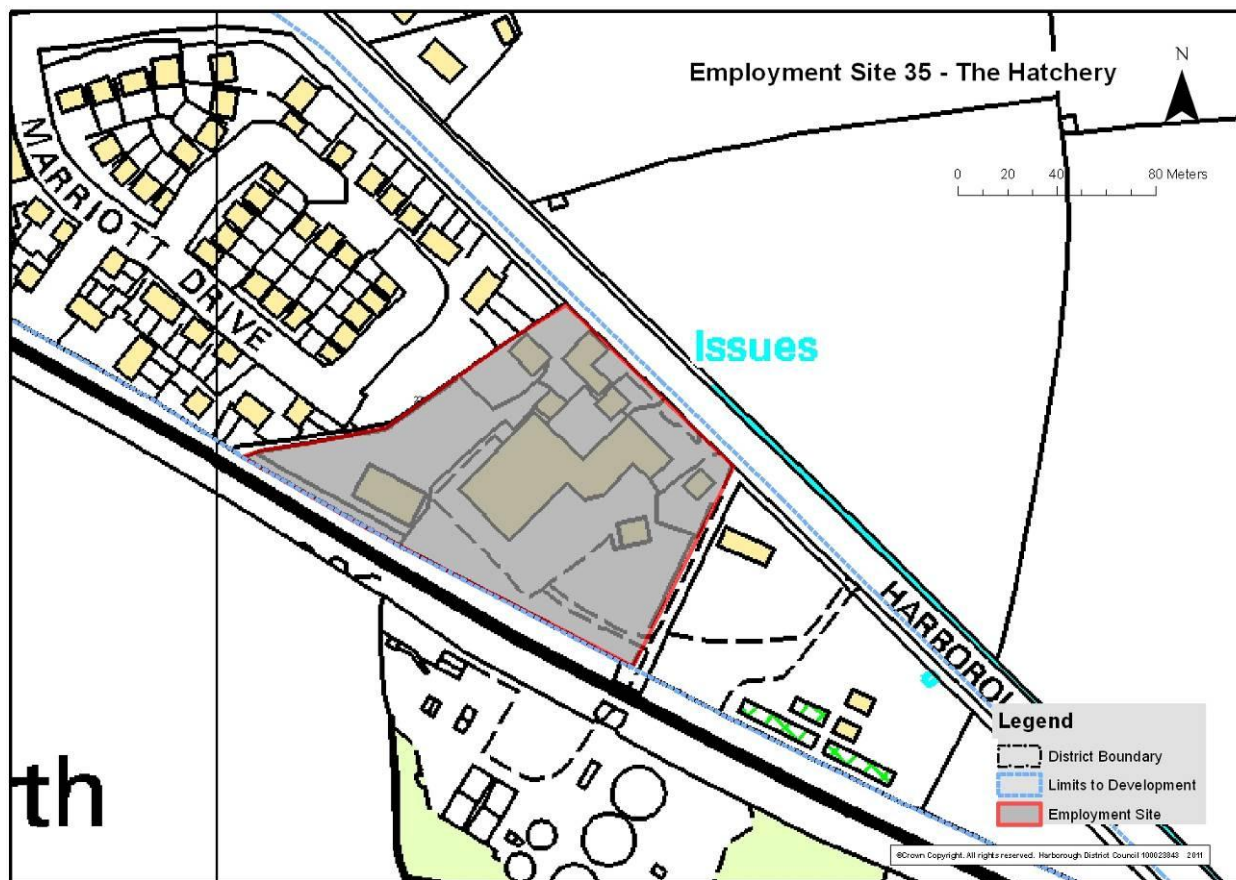 Employment Site 35 - The Hatchery
N
0 20 40 80 Meters
MARRIOTT DRIVE
Issues
HARBORO
rth
Legend
District Boundary
Limits to Development
Employment Site
©Crown Copyright. All rights reserved. Harborough District Council 100023843 2011